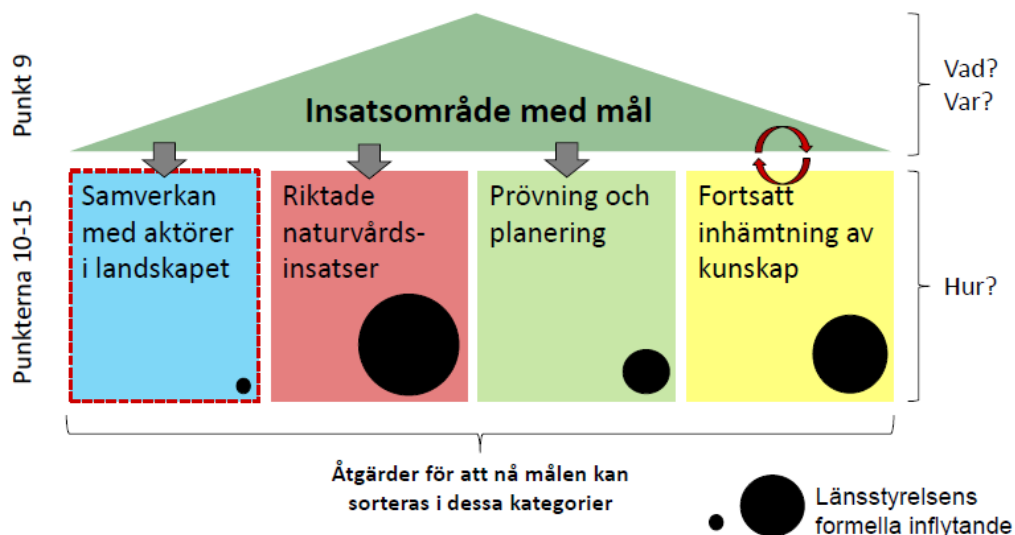 Punkt 9
Insatsområde med mål
Vad?
Var?
Punkterna 10-15
Samverkan
med aktörer
i landskapet
Riktade
naturvårds-
insatser
Prövning och
planering
Fortsatt
inhämtning av
kunskap
Hur?
Åtgärder för att nå målen kan
sorteras i dessa kategorier
Länsstyrelsens
formella inflytande